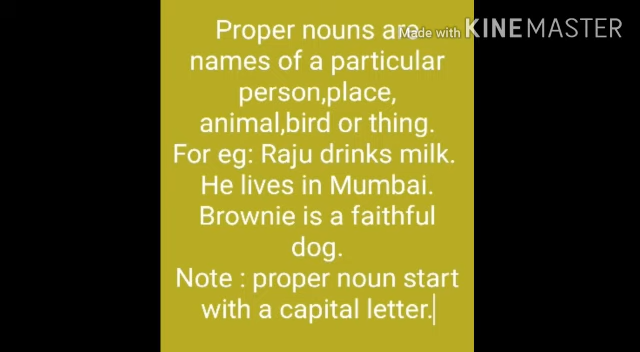 Proper nouns are
names of a particular
person,place,
animal,bird or thing.
For eg: Raju drinks milk.
He lives in Mumbai.
Brownie is a faithful
dog.
Note : proper noun start
with a capital letter.
Made with KINEMASTER